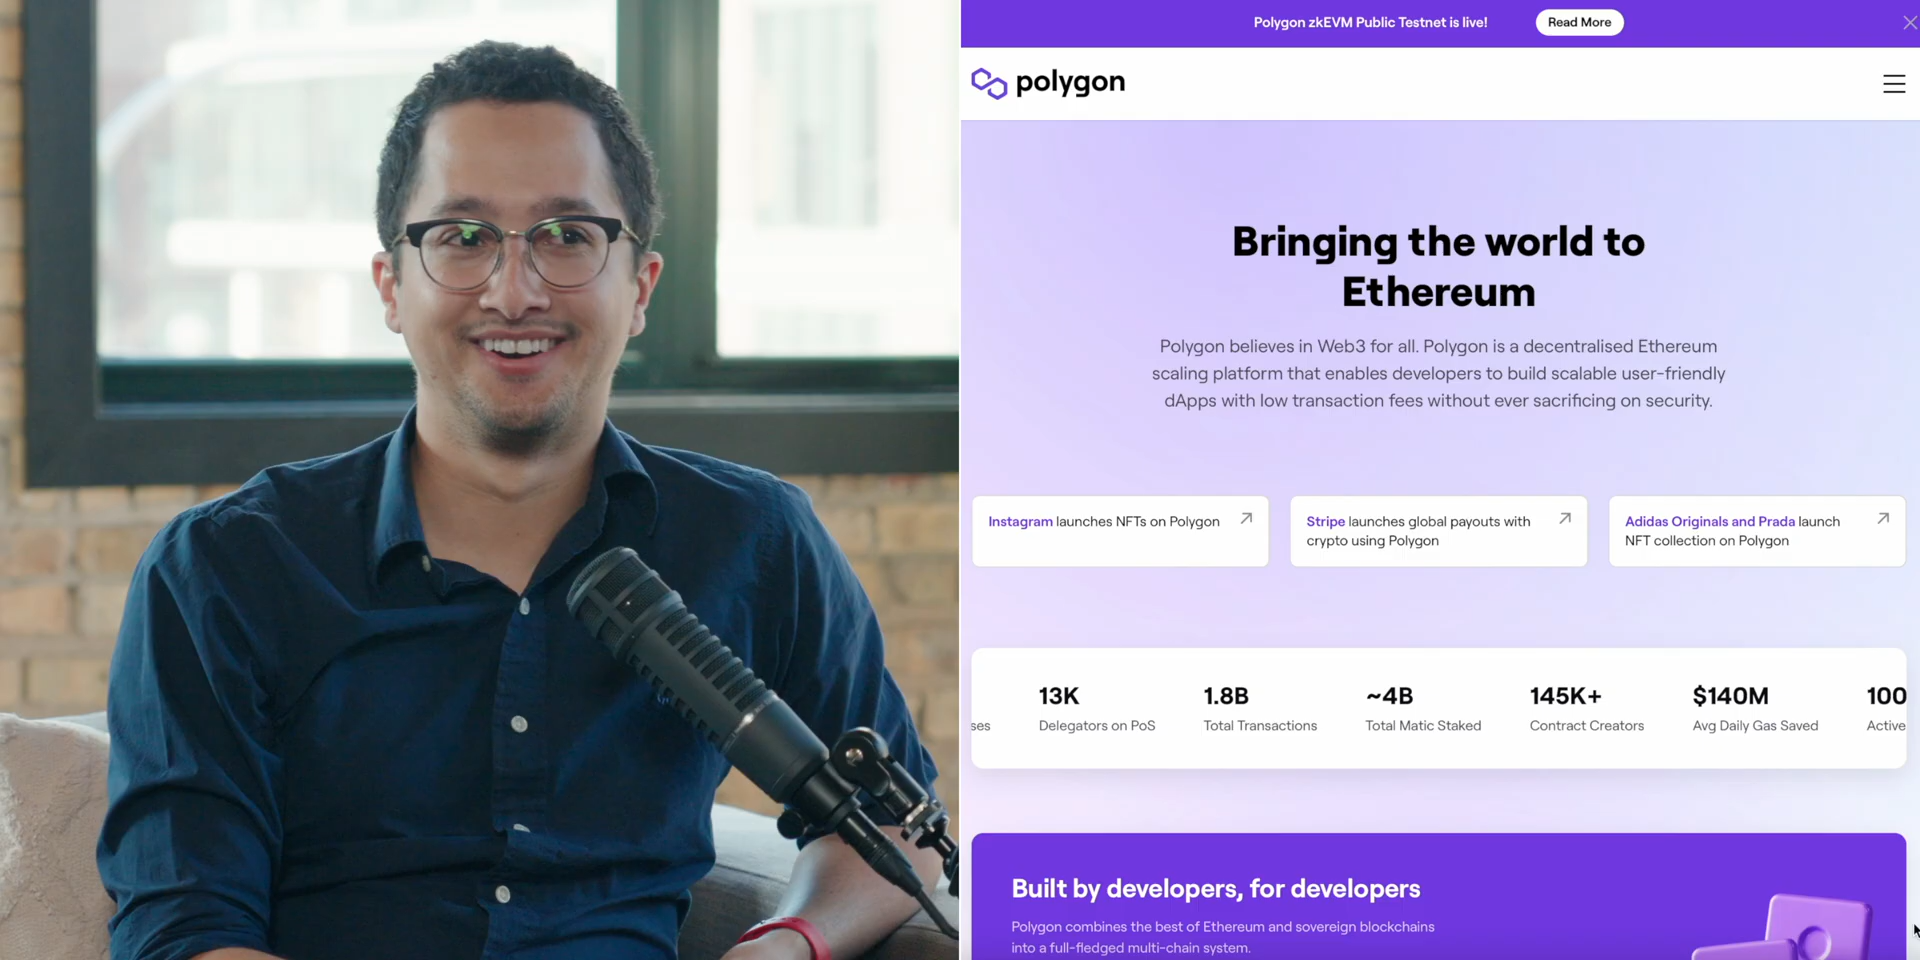 Polygon zkEVM Public Testnet is live!
Read More
polygon
Bringing the world to
Ethereum
Polygon believes in Web3 for all. Polygon is a decentralised Ethereum
scaling platform that enables developers to build scalable user-friendly
dApps with low transaction fees without ever sacrificing on security.
Instagram launches NFTs on Polygon
Stripe launches global payouts with
crypto using Polygon
Adidas Originals and Prada launch
NFT collection on Polygon
ses
13K
Delegators on PoS
1.8B
Total Transactions
~4B
Total Matic Staked
145K+
Contract Creators
$140M
Avg Daily Gas Saved
100
Active
Built by developers, for developers
Polygon combines the best of Ethereum and sovereign blockchains
into a full-fledged multi-chain system.